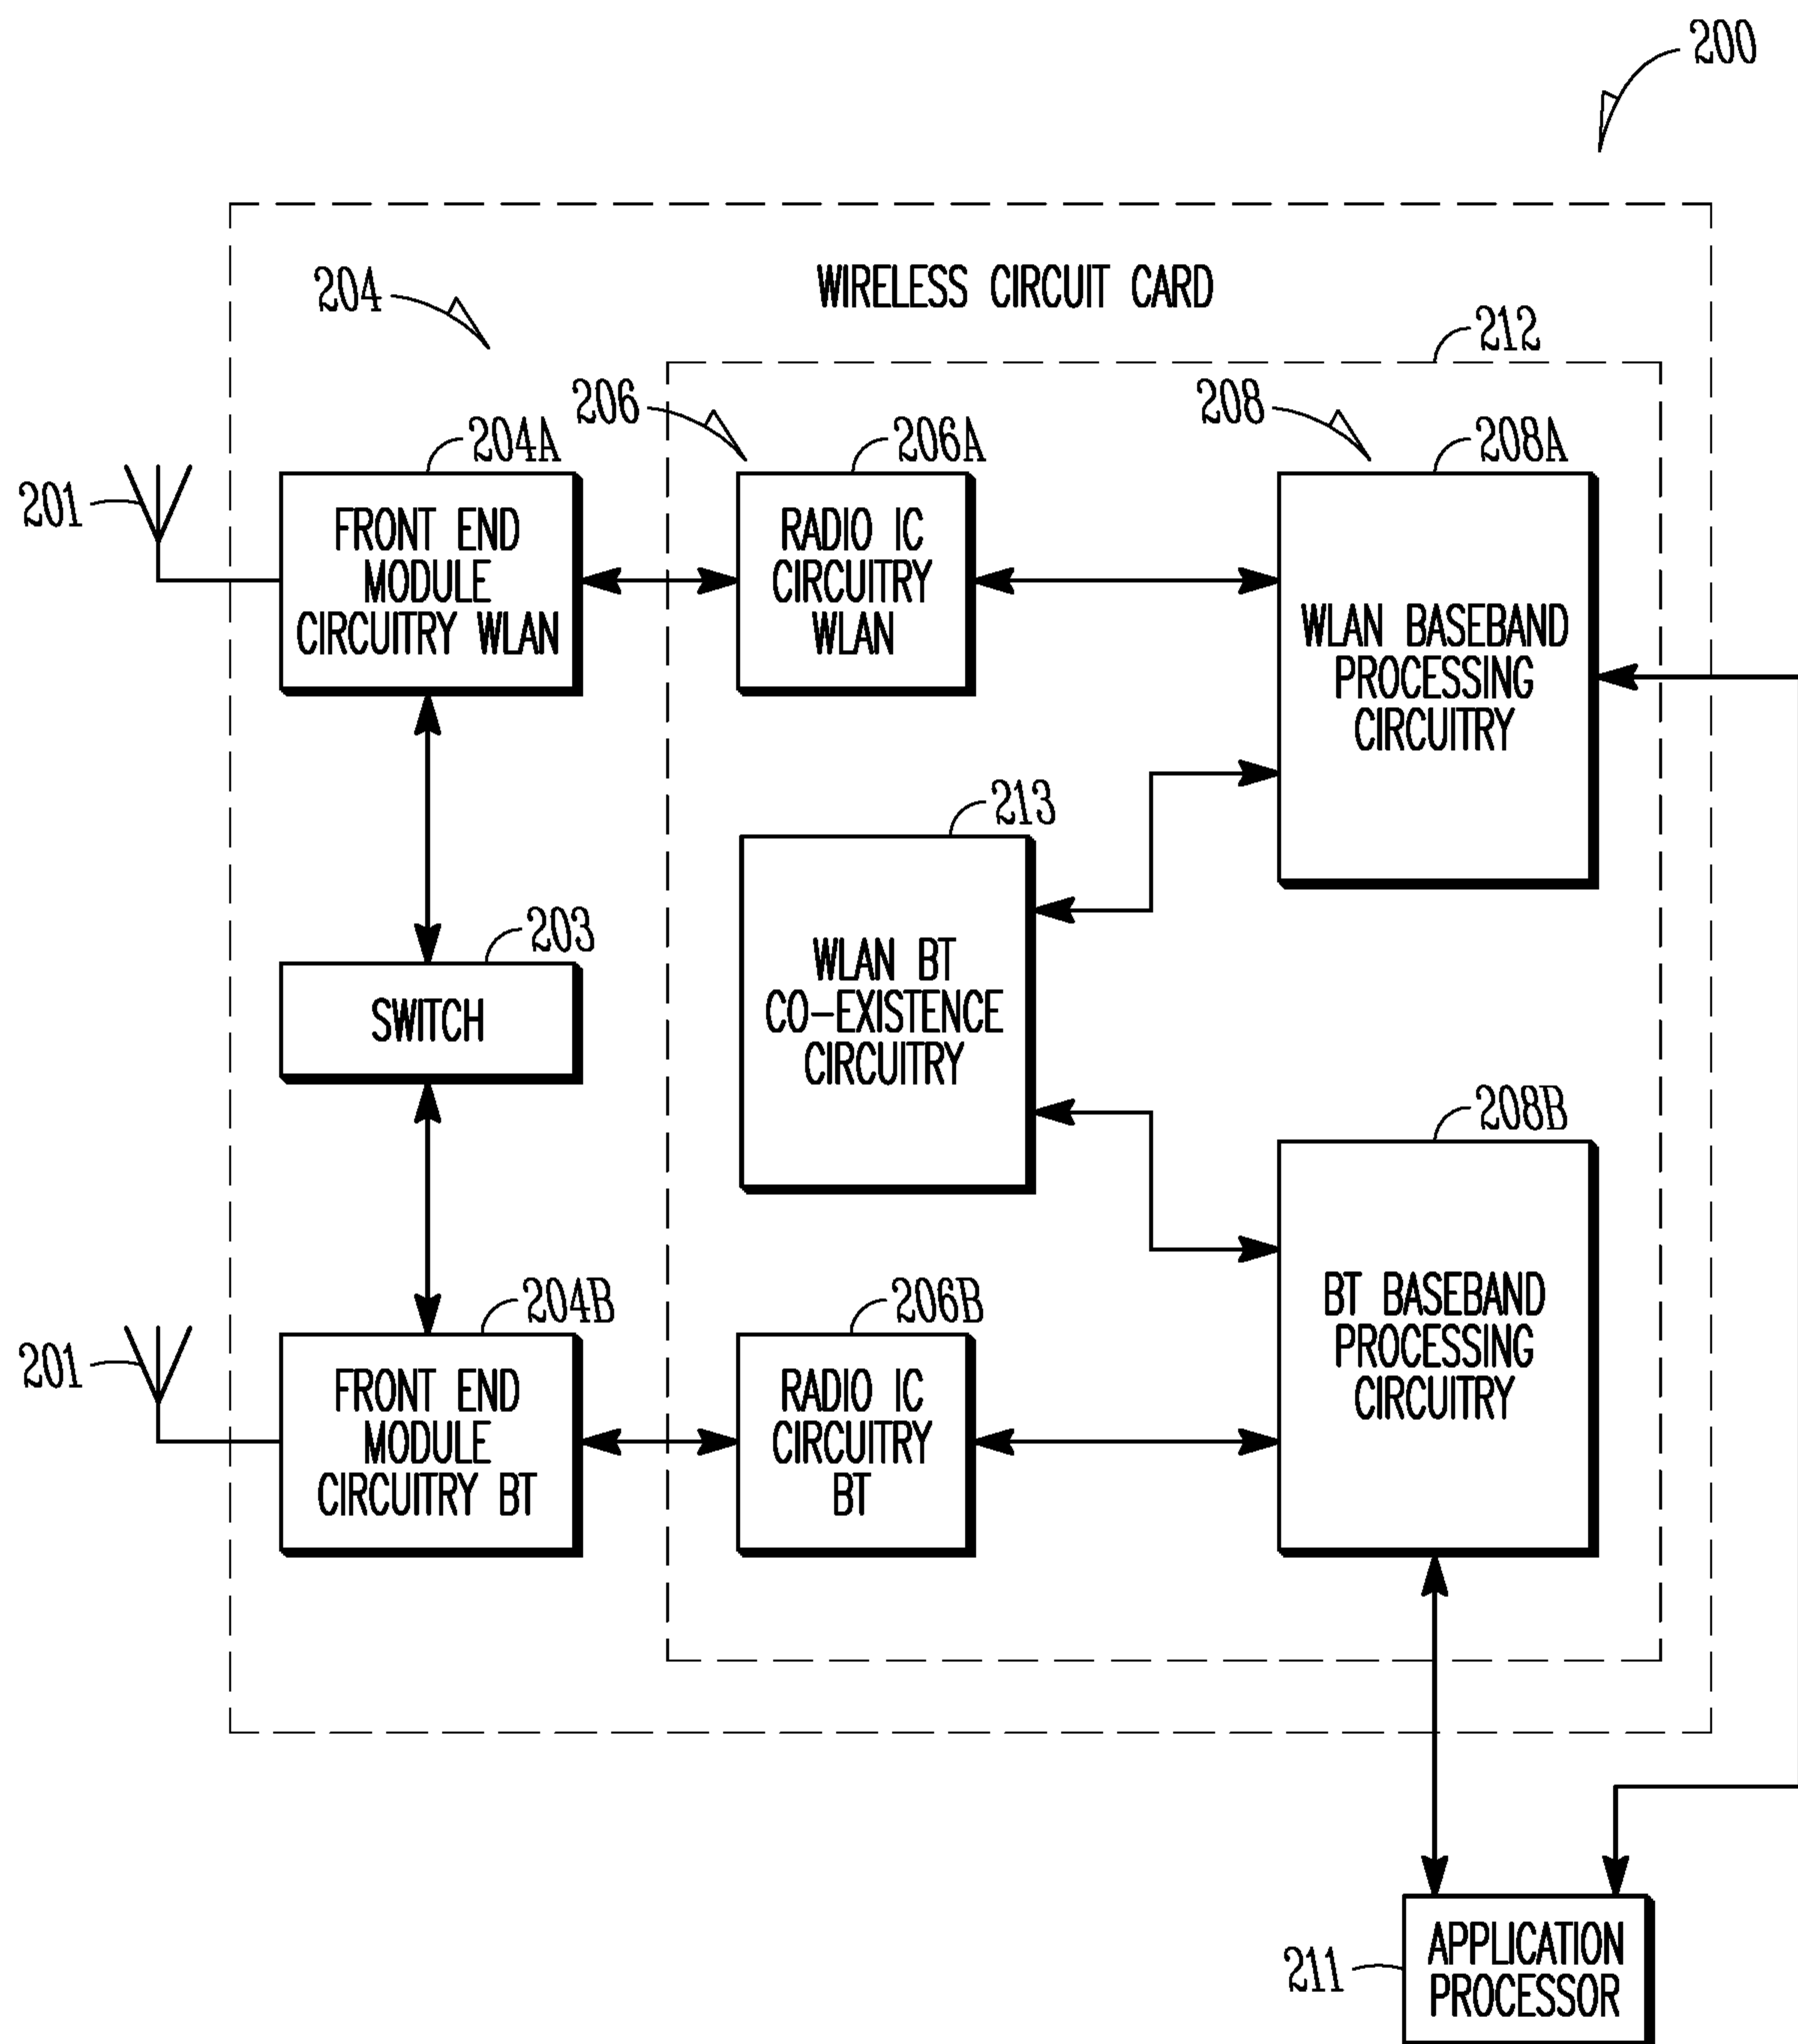 200
WIRELESS CIRCUIT CARD
204
212
206
208
204A
206A
208A
201
FRONT END
MODULE
CIRCUITRY WLAN
RADIO IC
CIRCUITRY
WLAN
WLAN BASEBAND
PROCESSING
CIRCUITRY
213
203
SWITCH
WLAN BT
CO-EXISTENCE
CIRCUITRY
208B
204B
206B
201
FRONT END
MODULE
CIRCUITRY BT
RADIO IC
CIRCUITRY
BT
BT BASEBAND
PROCESSING
CIRCUITRY
211
APPLICATION
PROCESSOR